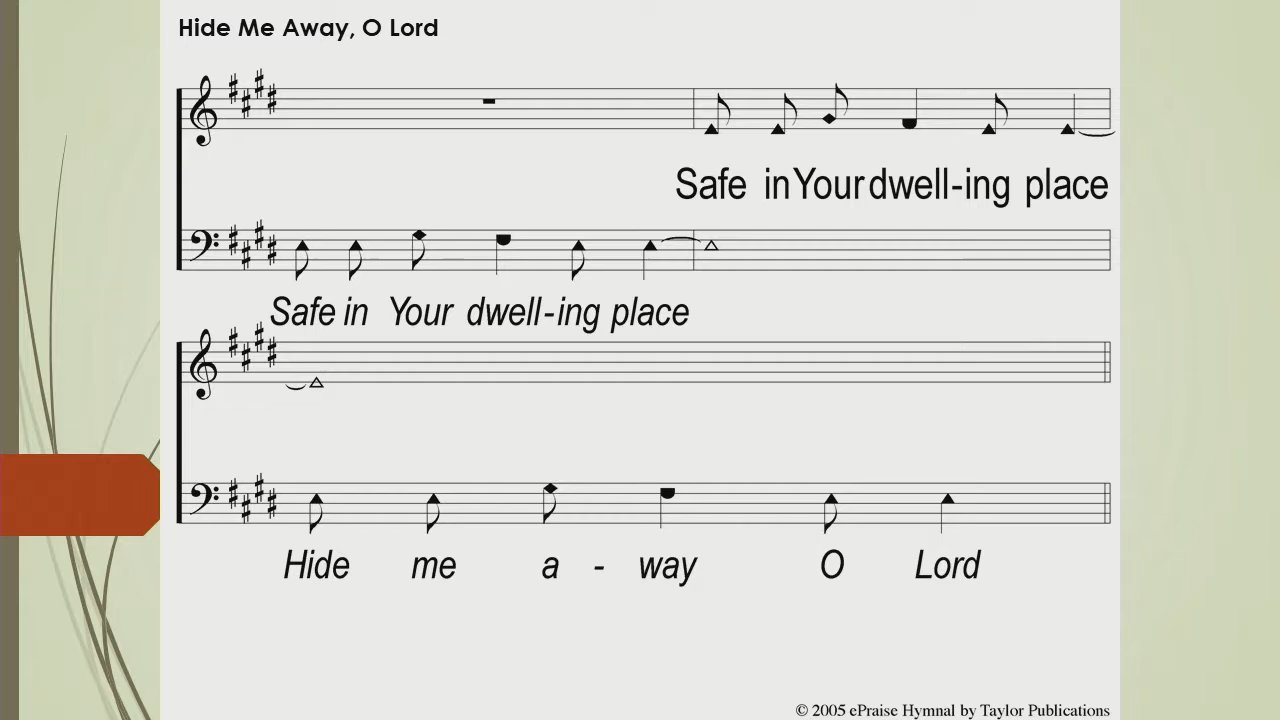 Hide Me Away, O Lord
Safe in Your dwell-ing place
Safe in Your dwell-ing place
Hide me a - way O Lord
© 2005 ePraise Hymnal by Taylor Publications